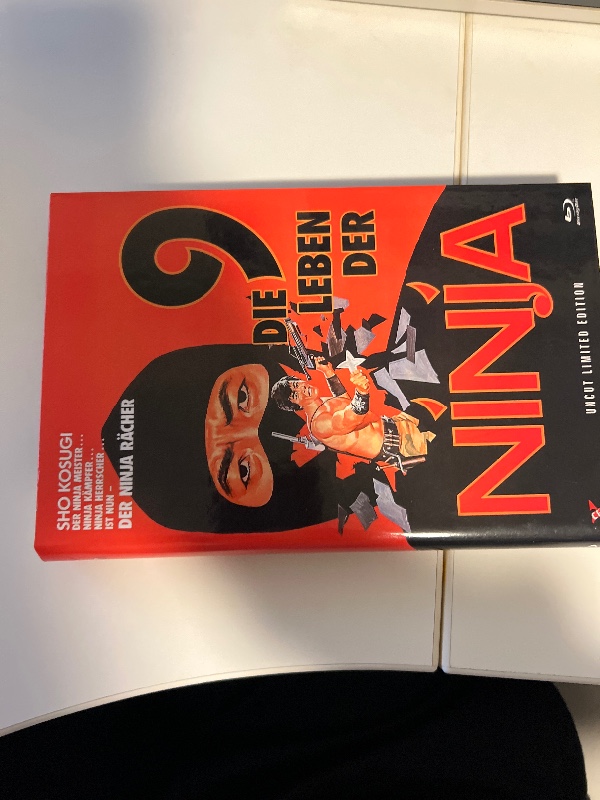 SHO KOSUGI
DER NINJA MEISTER...
NINJA KÄMPFER...
NINJA HERRSCHER...
IST NUN –
DER NINJA RÄCHER
DIE 9
LEBEN
DER
NINJA
UNCUT LIMITED EDITION